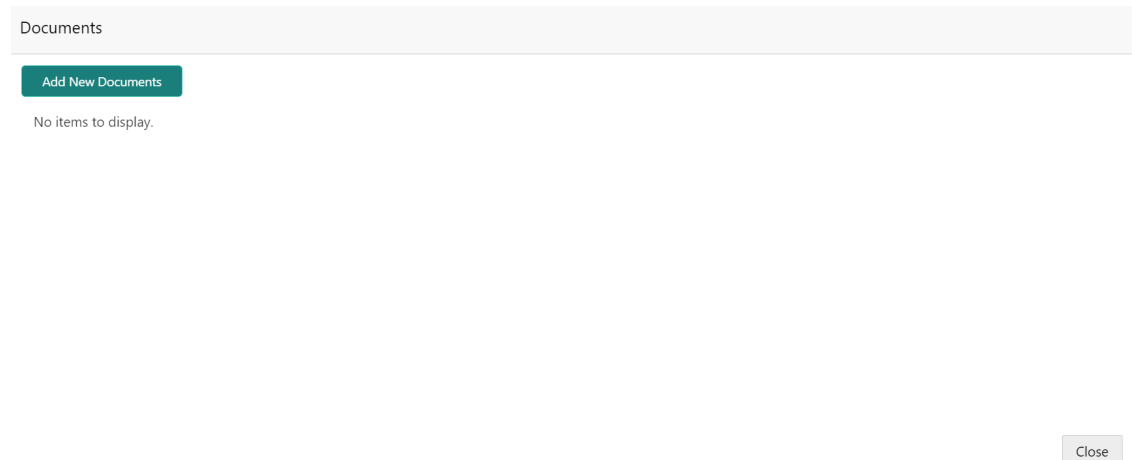 Documents
Add New Documents
No items to display.
Close